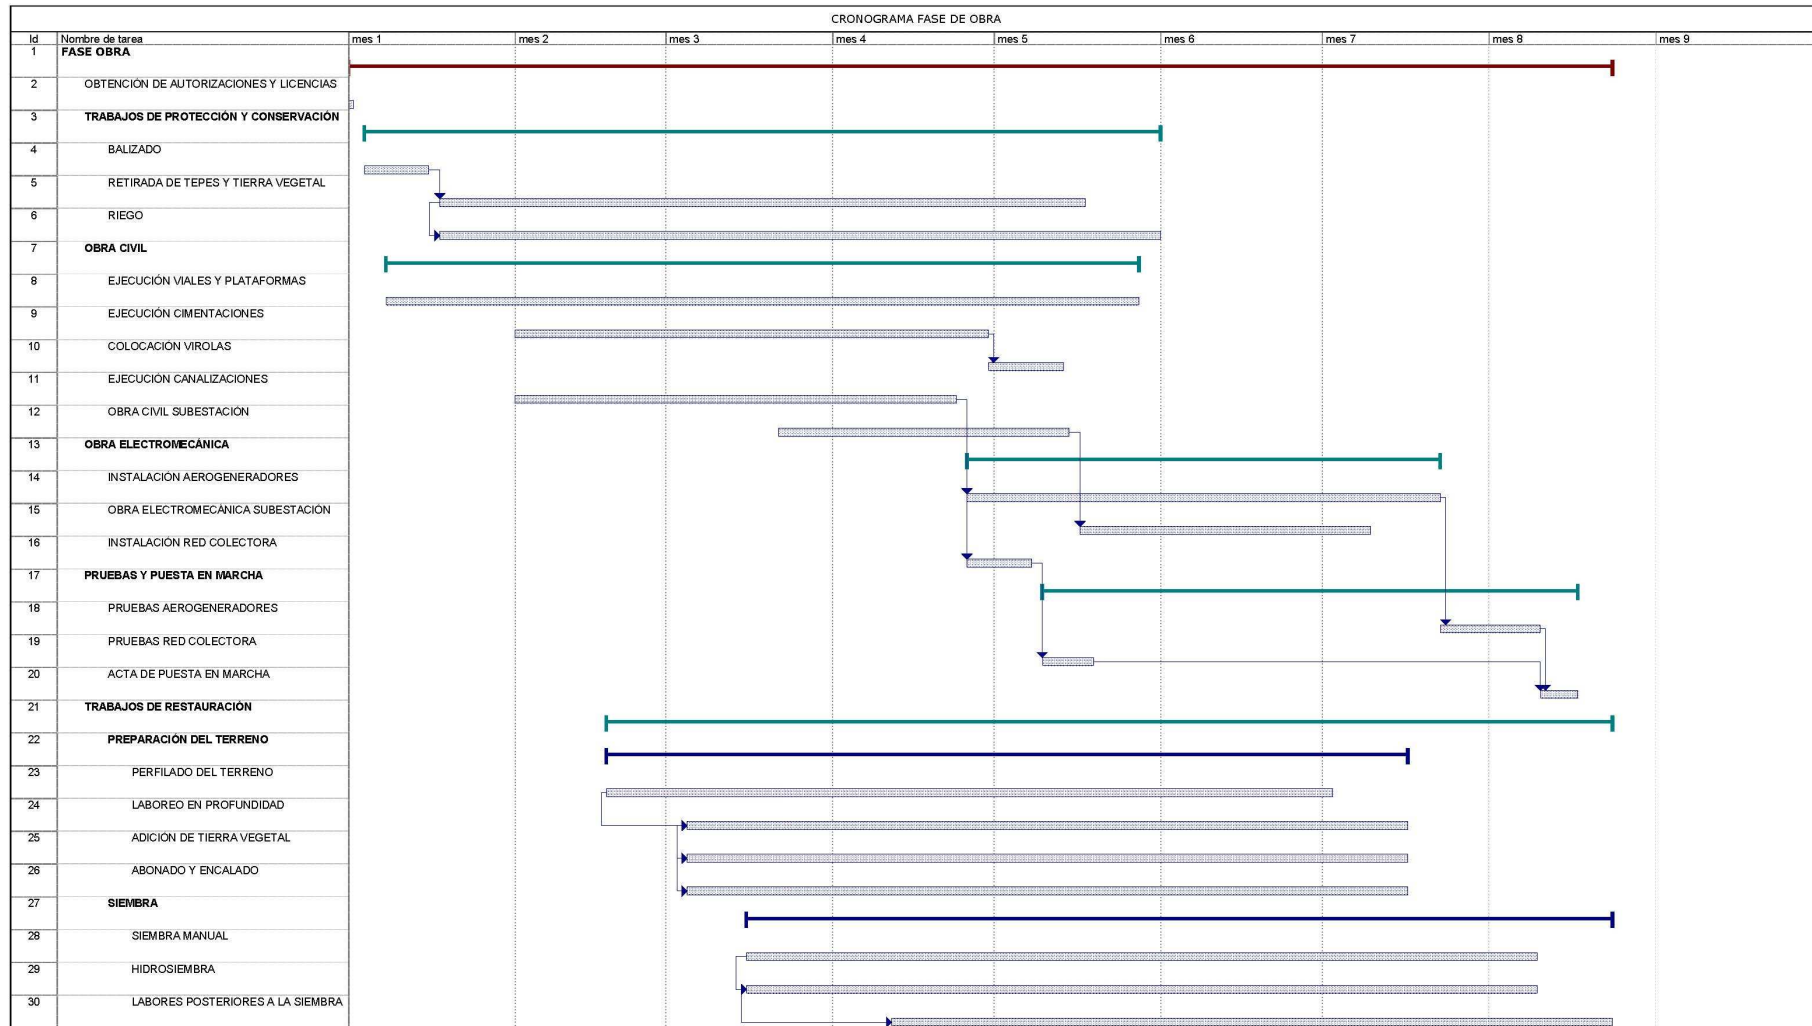 CRONOGRAMA FASE DE OBRA
Id Nombre de tarea mes 1 mes 2 mes 3 mes 4 mes 5 mes 6 mes 7 mes 8 mes 9
1 FASE OBRA
2 OBTENCIÓN DE AUTORIZACIONES Y LICENCIAS
3 TRABAJOS DE PROTECCIÓN Y CONSERVACIÓN
4 BALIZADO
5 RETIRADA DE TEPES Y TIERRA VEGETAL
6 RIEGO
7 OBRA CIVIL
8 EJECUCIÓN VIALES Y PLATAFORMAS
9 EJECUCIÓN CIMENTACIONES
10 COLOCACIÓN VIROLAS
11 EJECUCIÓN CANALIZACIONES
12 OBRA CIVIL SUBESTACIÓN
13 OBRA ELECTROMECÁNICA
14 INSTALACIÓN AEROGENERADORES
15 OBRA ELECTROMECÁNICA SUBESTACIÓN
16 INSTALACIÓN RED COLECTORA
17 PRUEBAS Y PUESTA EN MARCHA
18 PRUEBAS AEROGENERADORES
19 PRUEBAS RED COLECTORA
20 ACTA DE PUESTA EN MARCHA
21 TRABAJOS DE RESTAURACIÓN
22 PREPARACIÓN DEL TERRENO
23 PERFILADO DEL TERRENO
24 LABOREO EN PROFUNDIDAD
25 ADICIÓN DE TIERRA VEGETAL
26 ABONADO Y ENCALADO
27 SIEMBRA
28 SIEMBRA MANUAL
29 HIDROSIEMBRA
30 LABORES POSTERIORES A LA SIEMBRA